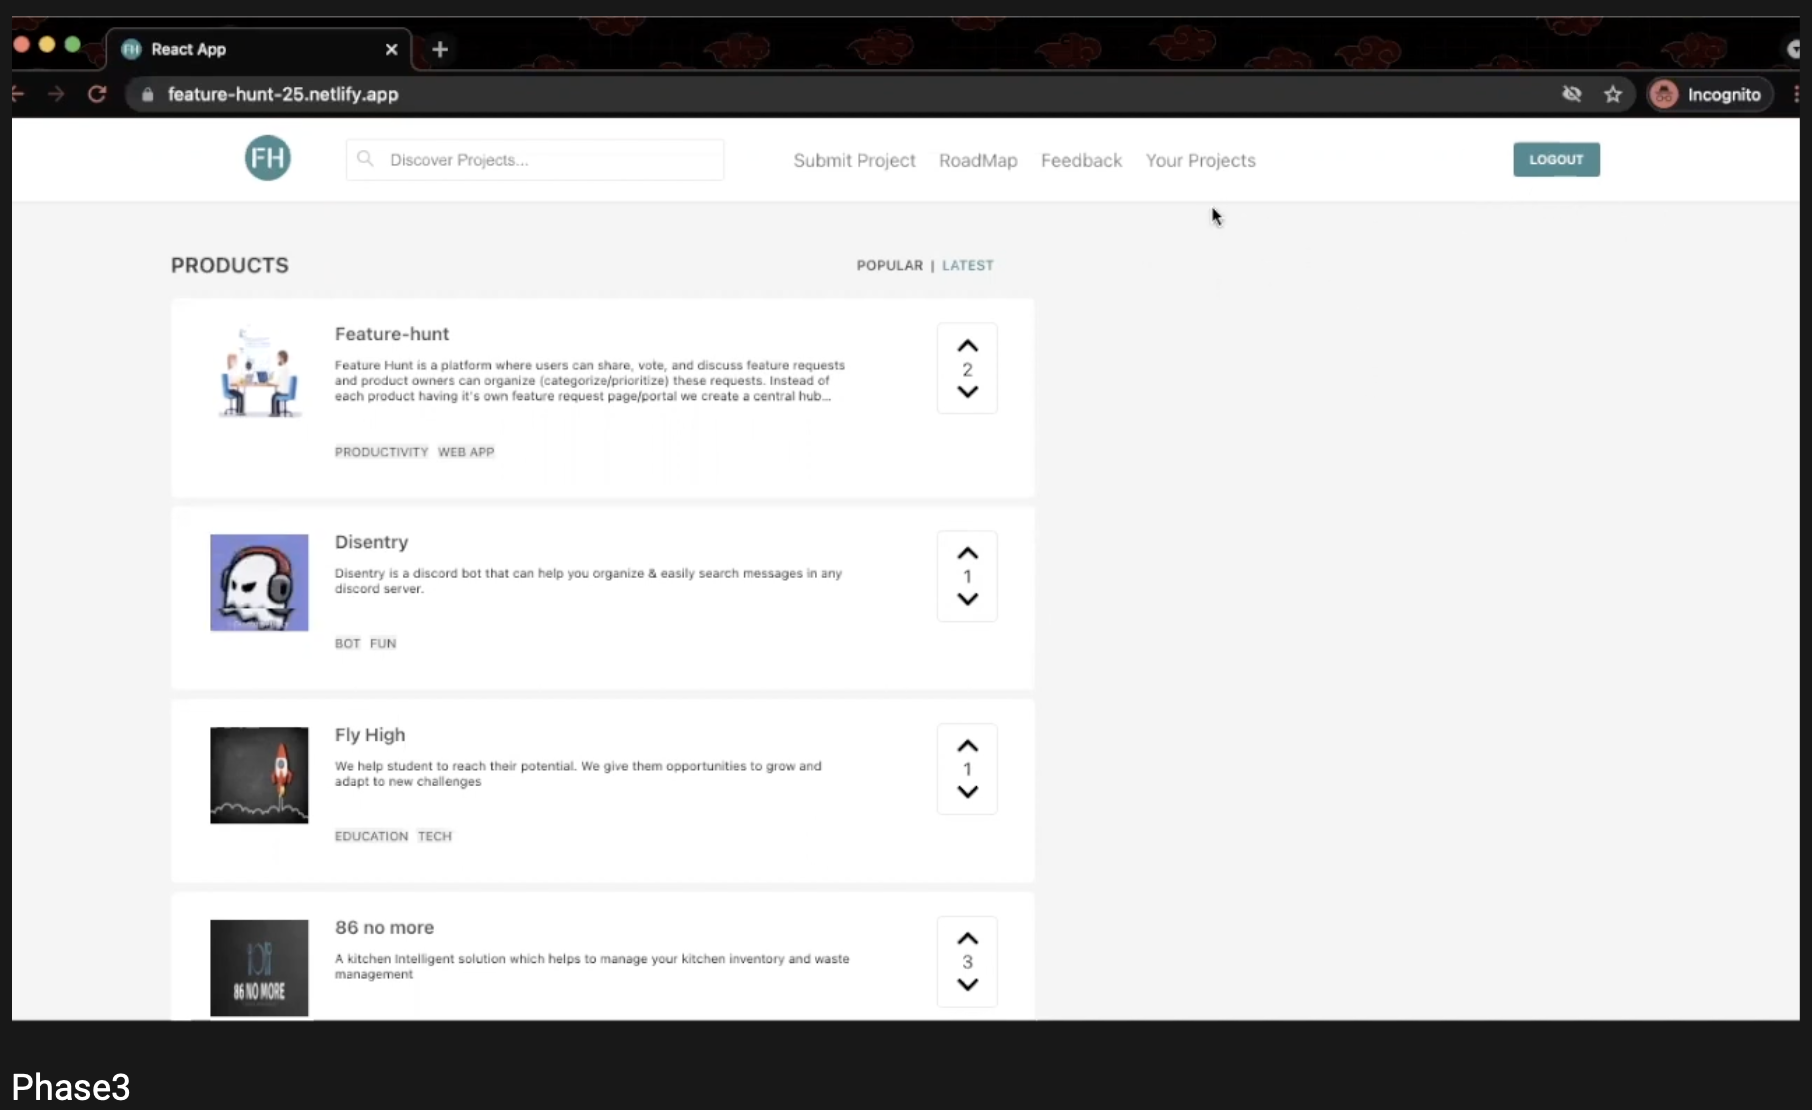 FH React App
feature-hunt-25.netlify.app
Incognito
FH
Discover Projects...
Submit Project
RoadMap
Feedback
Your Projects
LOGOUT
PRODUCTS
POPULAR | LATEST
Feature-hunt
Feature Hunt is a platform where users can share, vote, and discuss feature requests
and product owners can organize (categorize/prioritize) these requests. Instead of
each product having it's own feature request page/portal we create a central hub...
2
PRODUCTIVITY WEB APP
Disentry
Disentry is a discord bot that can help you organize & easily search messages in any
discord server.
1
BOT FUN
Fly High
We help student to reach their potential. We give them opportunities to grow and
adapt to new challenges
1
EDUCATION TECH
86 no more
A kitchen Intelligent solution which helps to manage your kitchen inventory and waste
management
3
86 NO MORE
Phase3